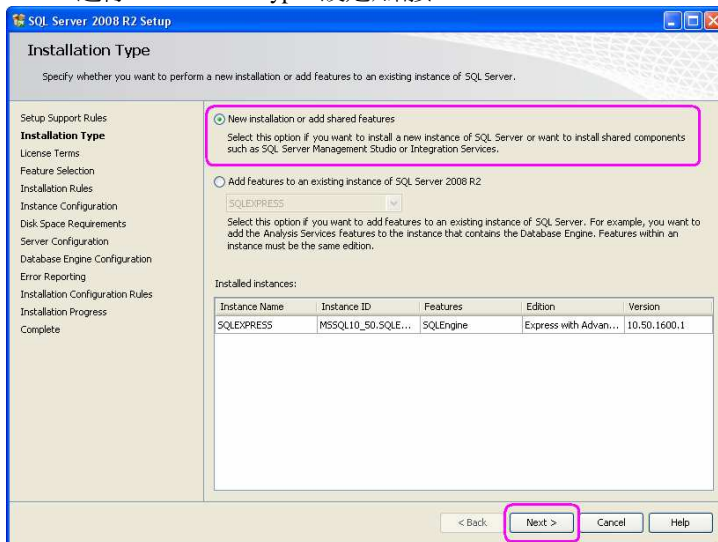 SQL Server 2008 R2 Setup
Installation Type
Specify whether you want to perform a new installation or add features to an existing instance of SQL Server.
Setup Support Rules
Installation Type
License Terms
Feature Selection
Installation Rules
Instance Configuration
Disk Space Requirements
Server Configuration
Database Engine Configuration
Error Reporting
Installation Configuration Rules
Installation Progress
Complete
New installation or add shared features
Select this option if you want to install a new instance of SQL Server or want to install shared components
such as SQL Server Management Studio or Integration Services.
Add features to an existing instance of SQL Server 2008 R2
SQLEXPRESS
Select this option if you want to add features to an existing instance of SQL Server. For example, you want to
add the Analysis Services features to the instance that contains the Database Engine. Features within an
instance must be the same edition.
Installed instances:
Instance Name Instance ID Features Edition Version
SQLEXPRESS MSSQL10_50.SQLE... SQLEngine Express with Advan... 10.50.1600.1
< Back Next > Cancel Help